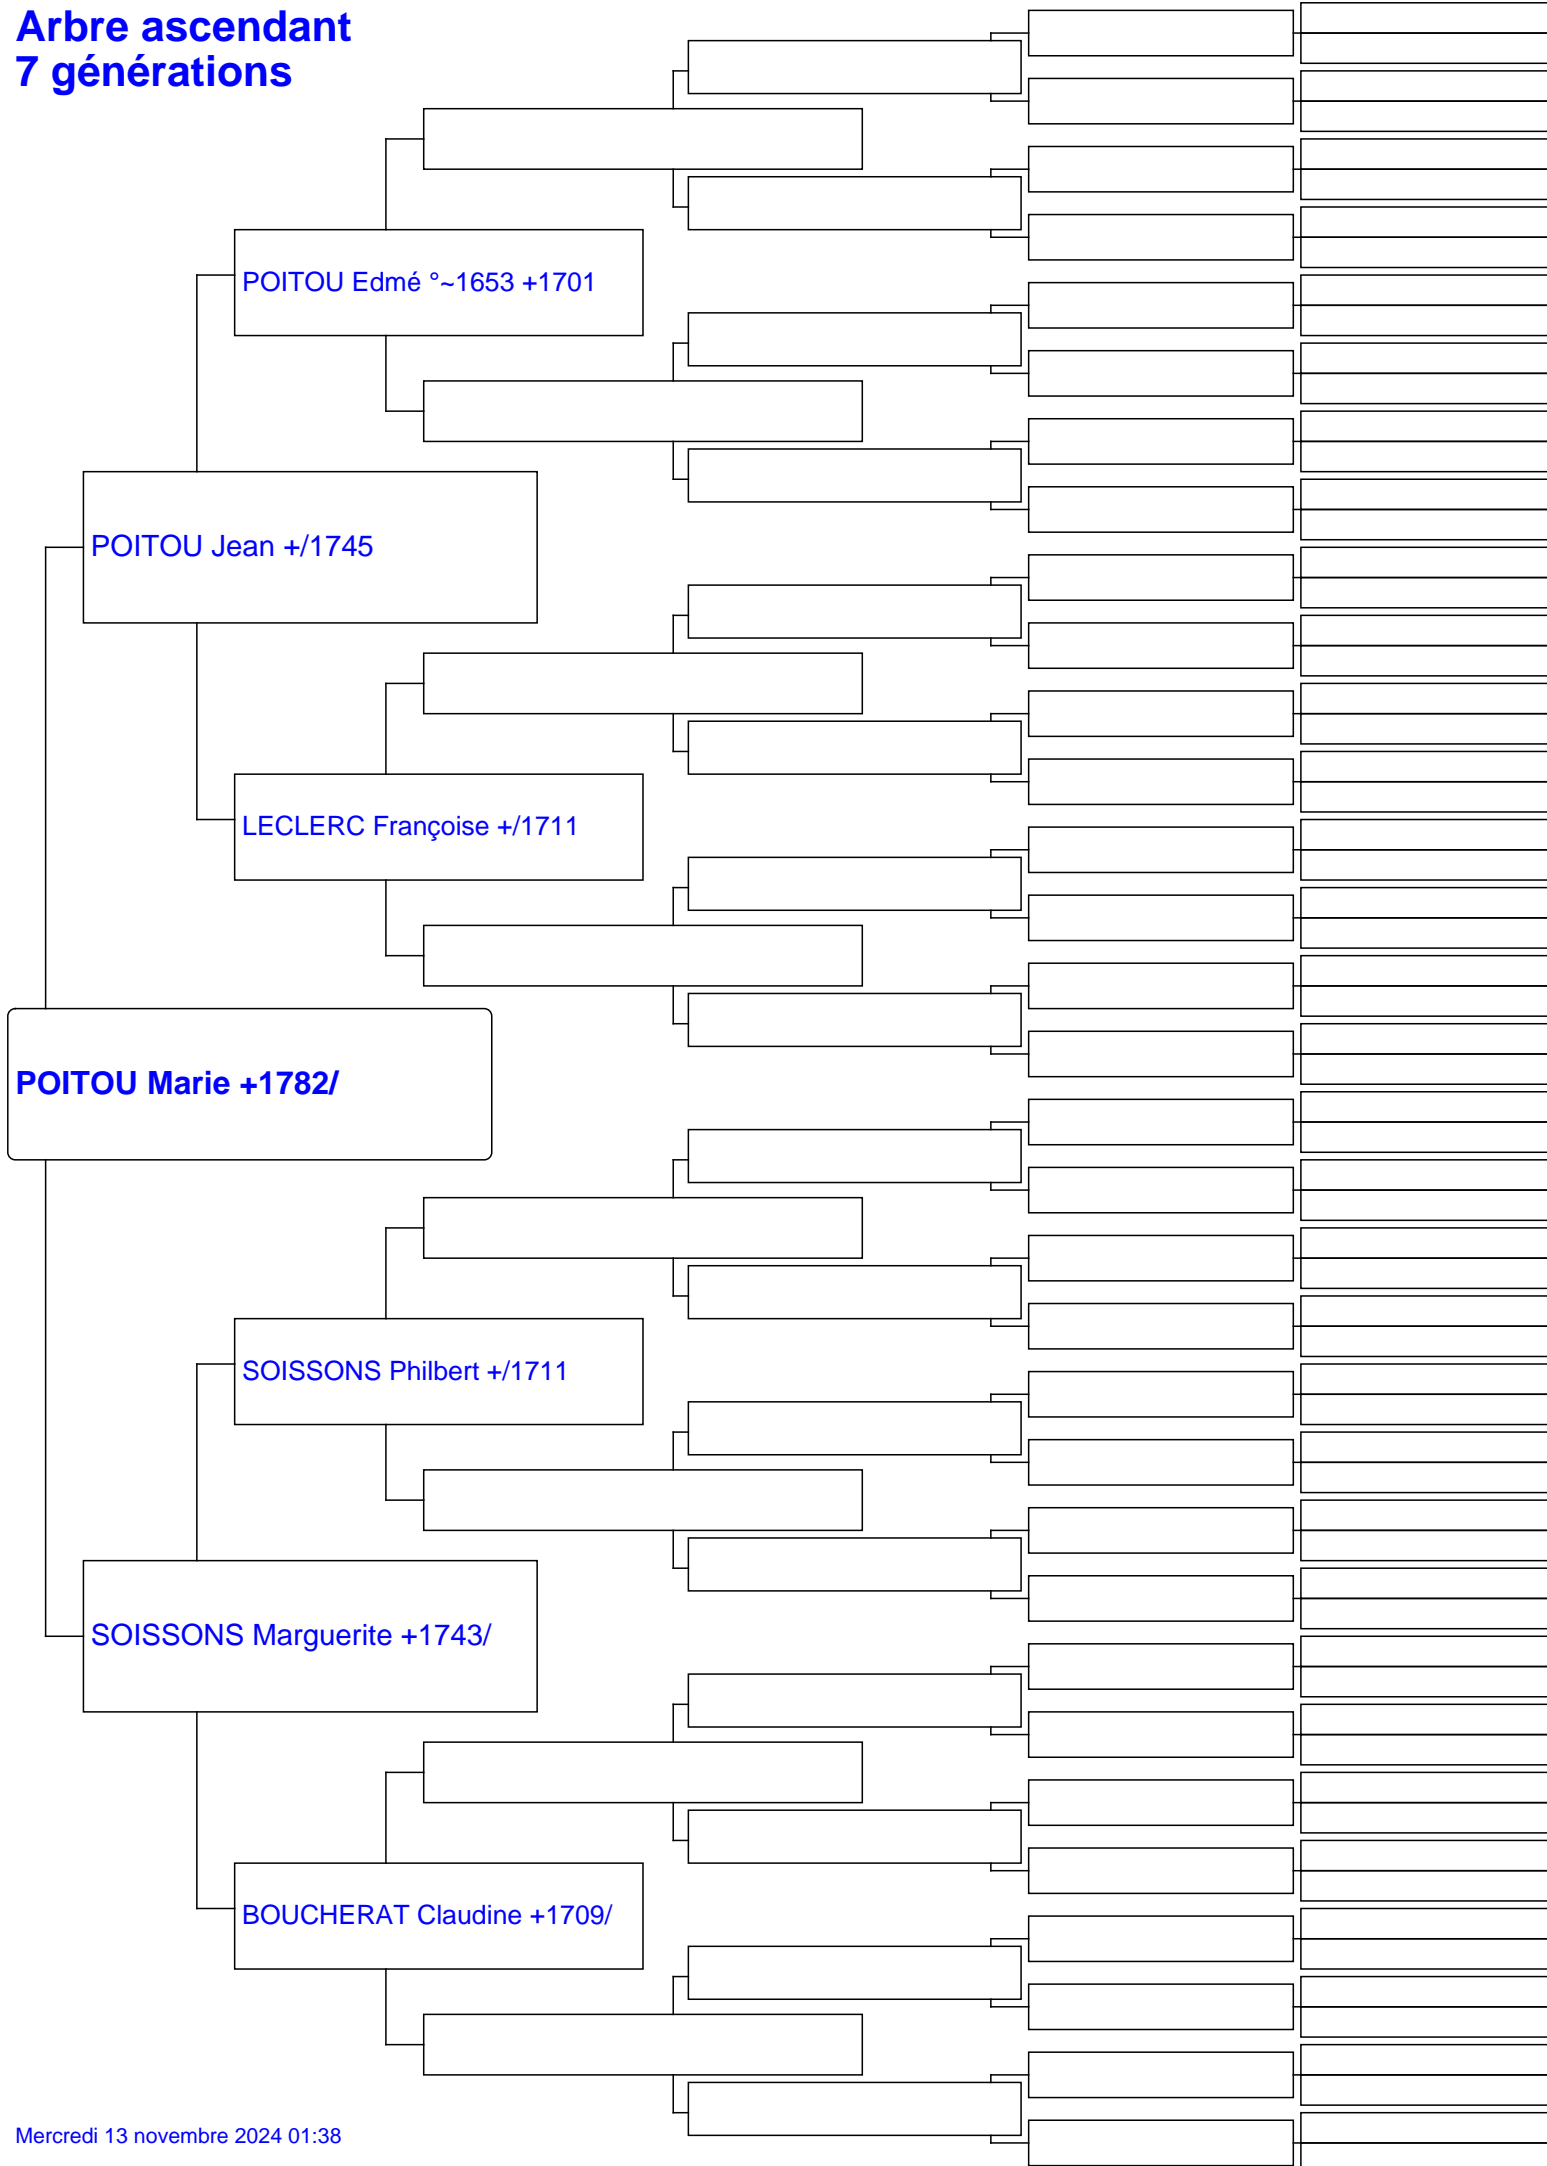 Arbre ascendant
7 générations
POITOU Edmé °~1653 +1701
POITOU Jean +/1745
LECLERC Françoise +/1711
POITOU Marie +1782/
SOISSONS Philbert +/1711
SOISSONS Marguerite +1743/
BOUCHERAT Claudine +1709/
Mercredi 13 novembre 2024 01:38